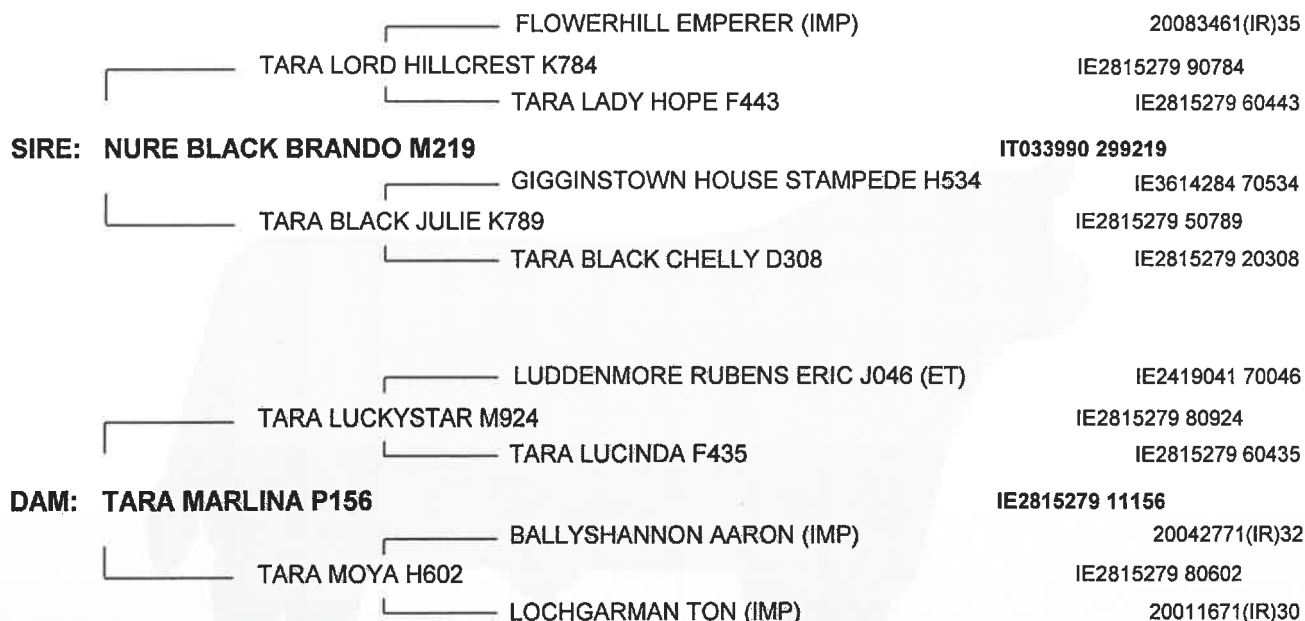 FLOWERHILL EMPERER (IMP) 20083461(IR)35
TARA LORD HILLCREST K784 IE2815279 90784
TARA LADY HOPE F443 IE2815279 60443
SIRE: NURE BLACK BRANDO M219 IT033990 299219
GIGGINSTOWN HOUSE STAMPEDE H534 IE3614284 70534
TARA BLACK JULIE K789 IE2815279 50789
TARA BLACK CHELLY D308 IE2815279 20308
LUDDENMORE RUBENS ERIC J046 (ET) IE2419041 70046
TARA LUCKYSTAR M924 IE2815279 80924
TARA LUCINDA F435 IE2815279 60435
DAM: TARA MARLINA P156 IE2815279 11156
BALLYSHANNON AARON (IMP) 20042771(IR)32
TARA MOYA H602 IE2815279 80602
LOCHGARMAN TON (IMP) 20011671(IR)30